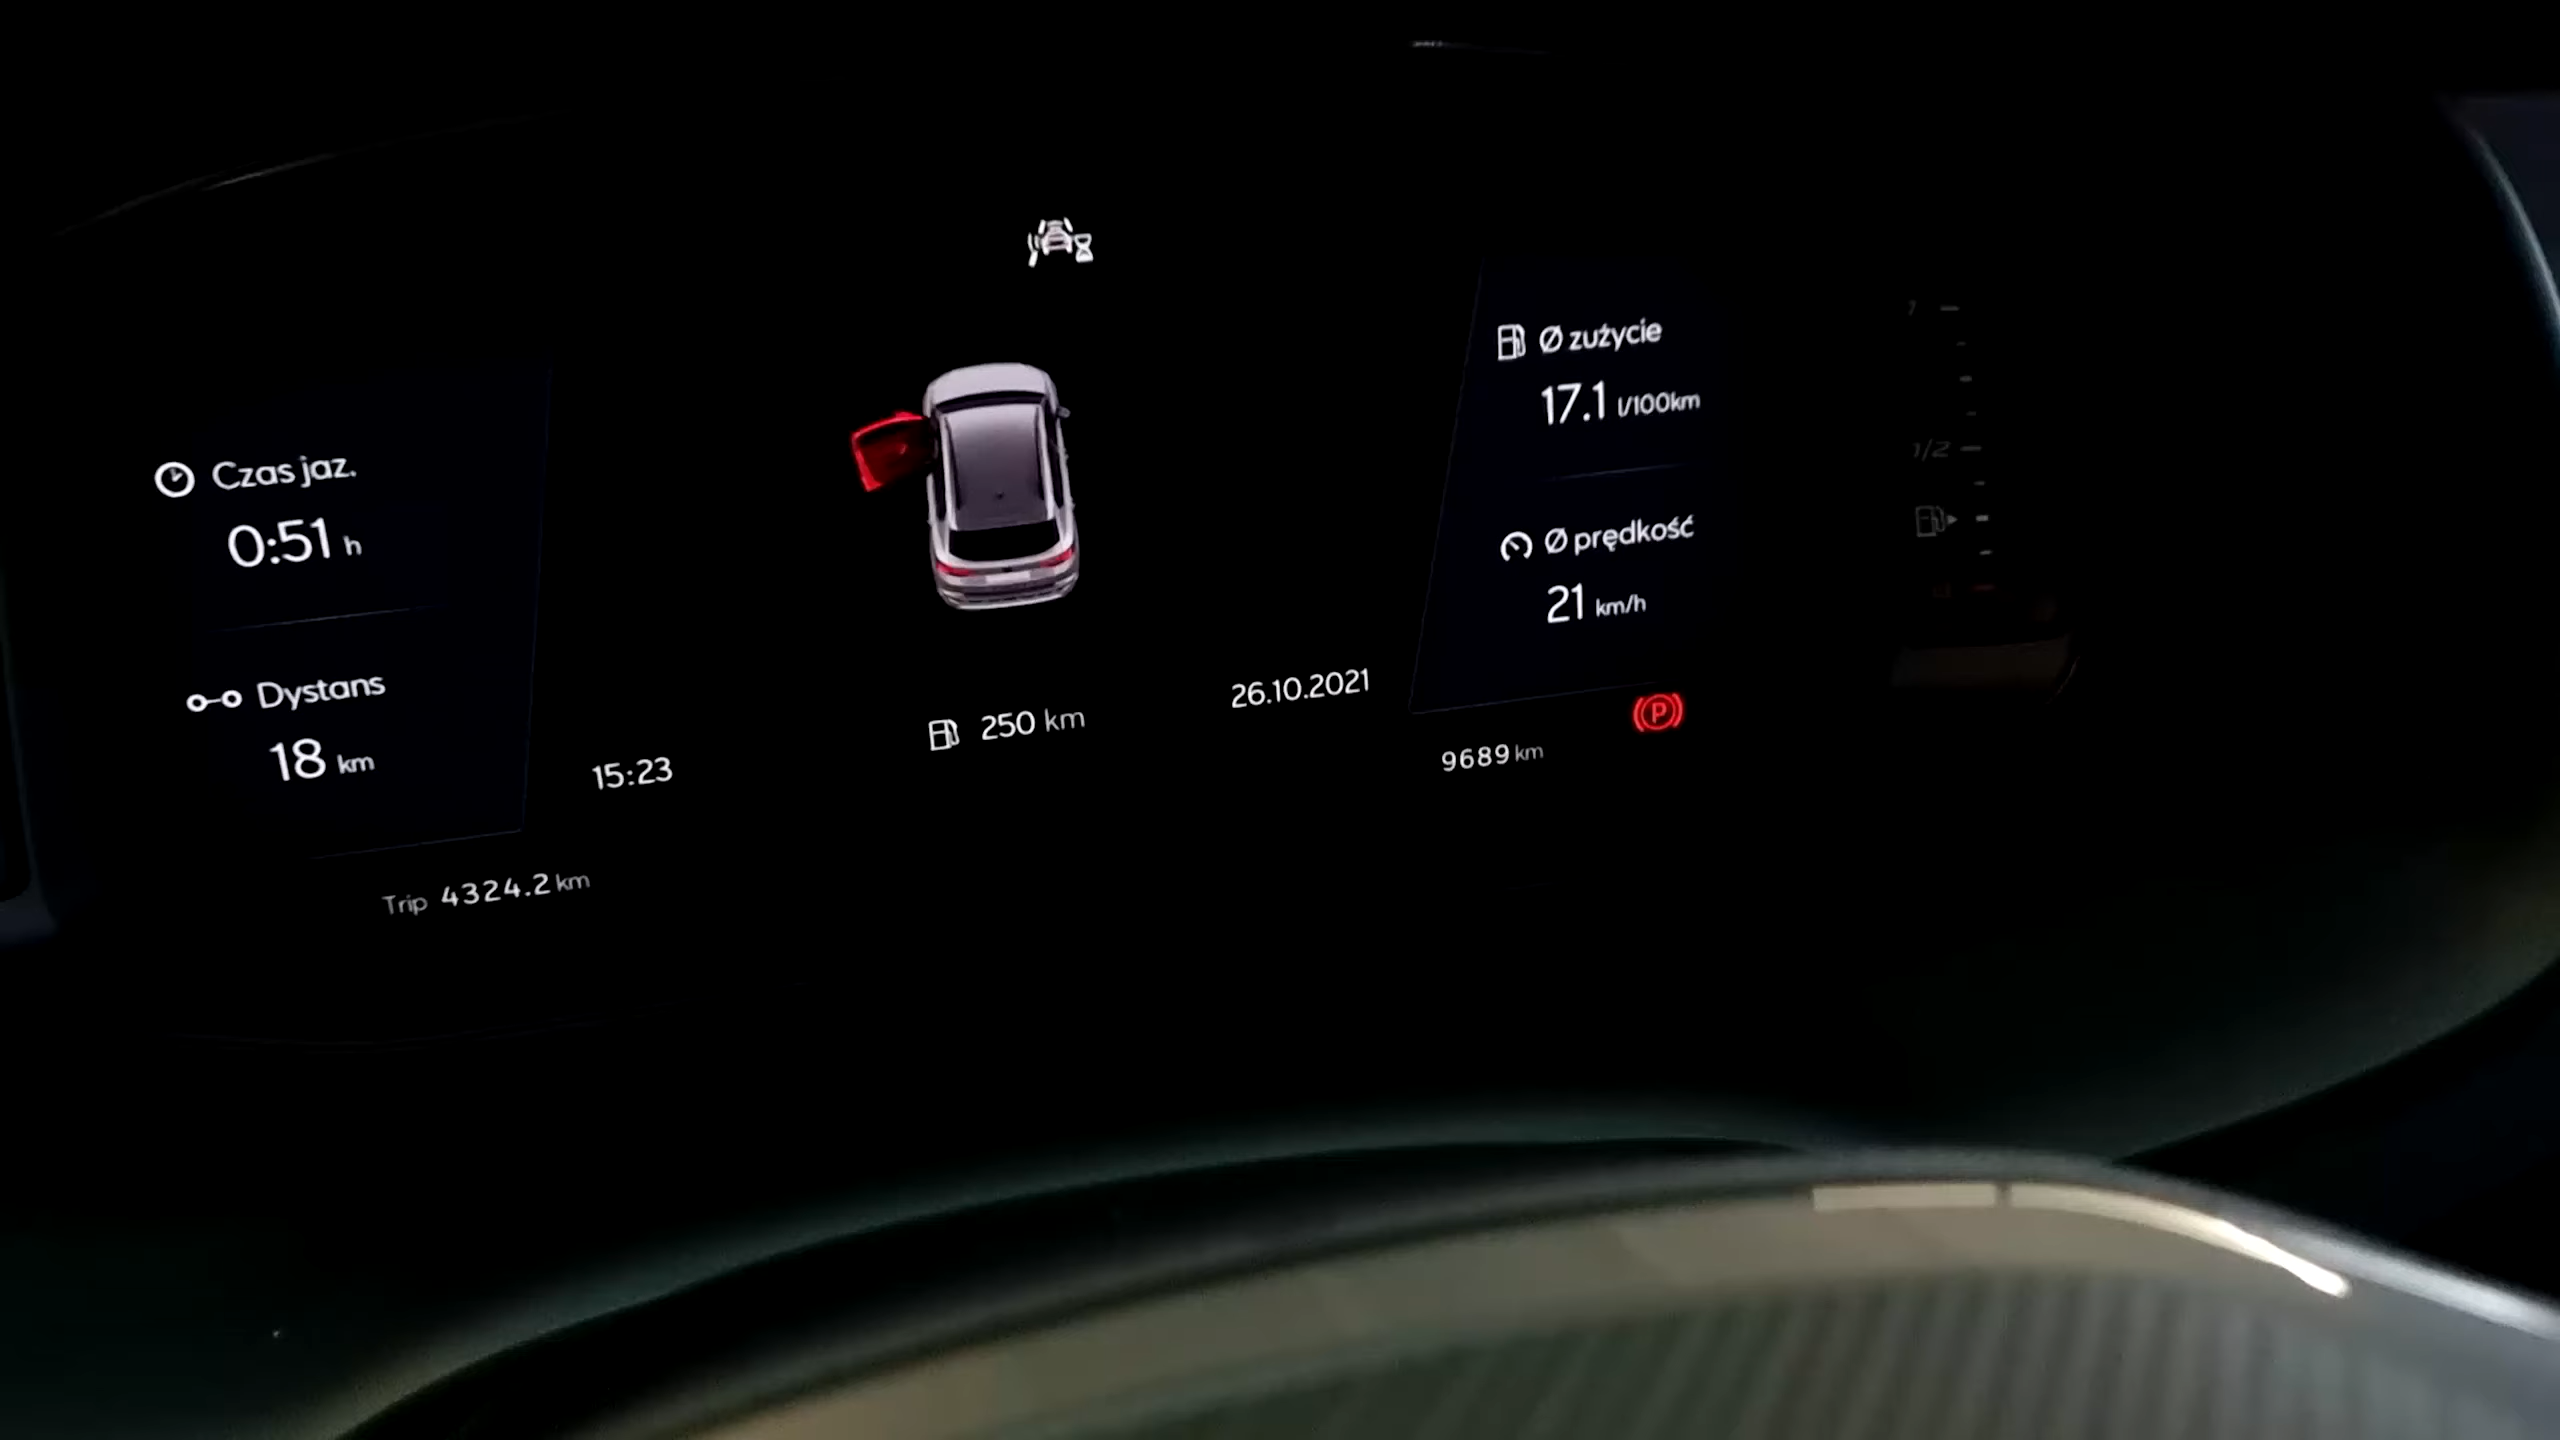 Czas jaz.
0:51 h
Dystans
18 km
Trip 4324.2 km
15:23
250 km
26.10.2021
Ø zużycie
17.1 l/100km
Ø prędkość
21 km/h
9689 km
P
1
1/2